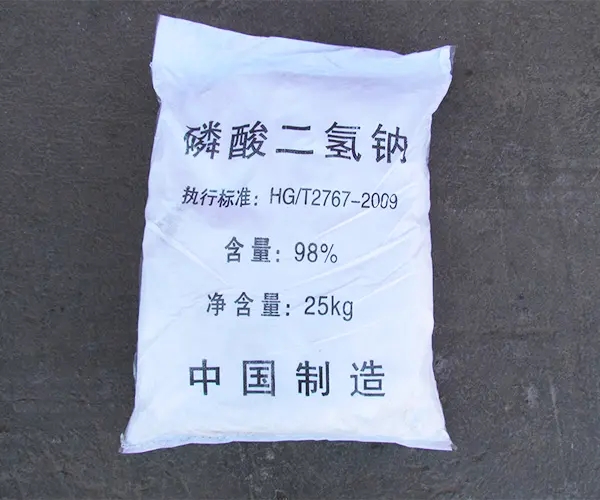 磷酸二氢钠
执行标准：HG/T2767-2009
含量：98%
净含量：25kg
中国制造